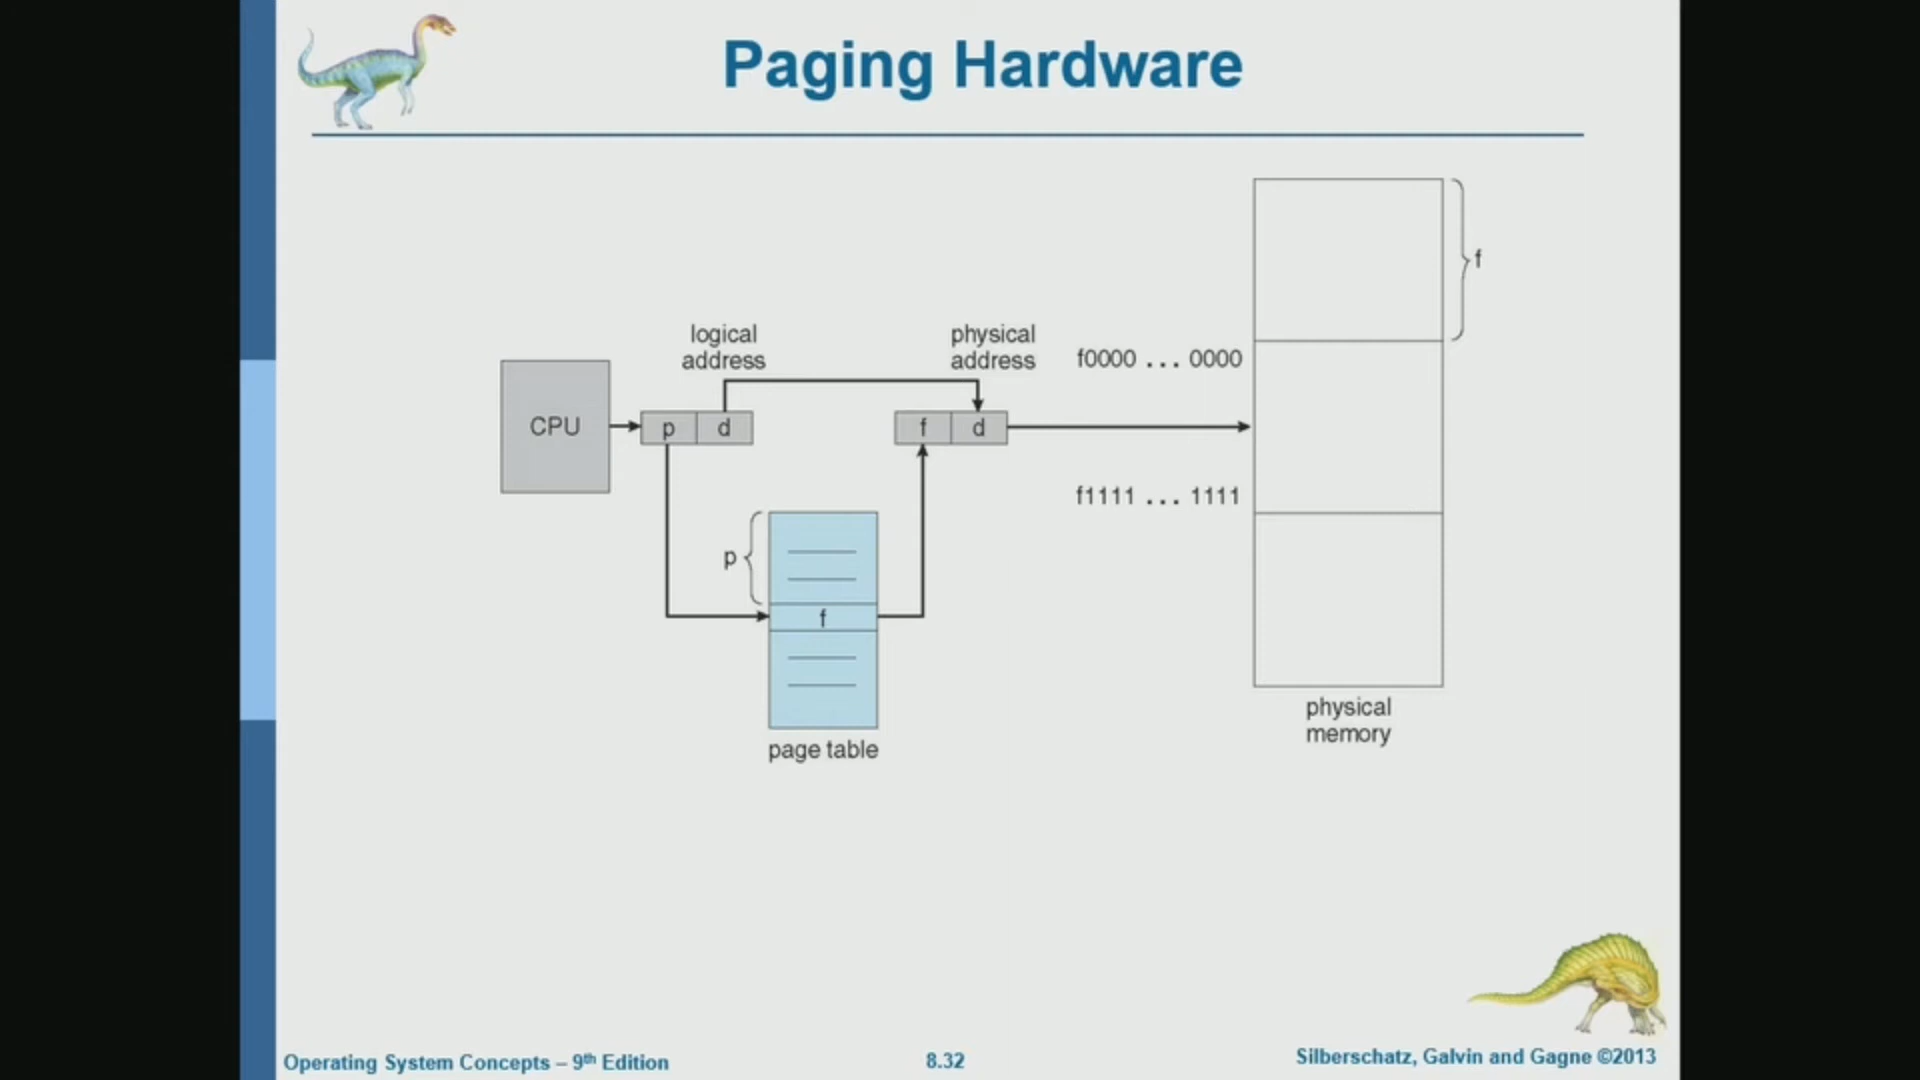 Paging Hardware
f
logical
address
physical
address
f0000 ... 0000
CPU
p d
f d
f1111 ... 1111
p
f
page table
physical
memory
Operating System Concepts – 9th Edition
8.32
Silberschatz, Galvin and Gagne ©2013